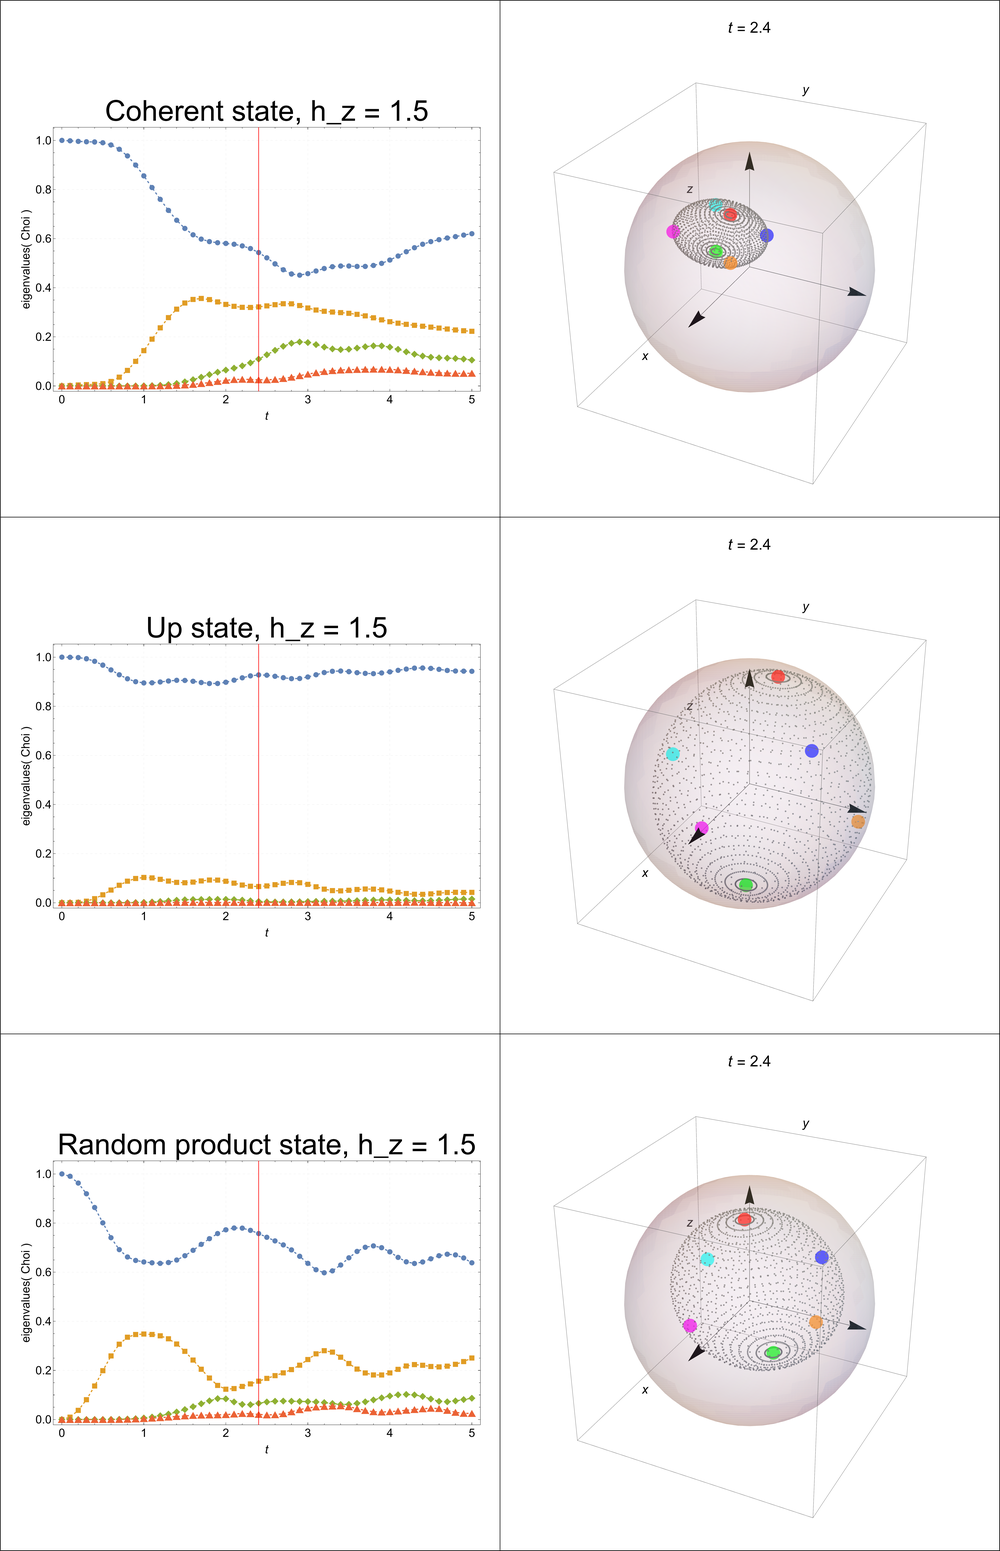 t = 2.4
Coherent state, h_z = 1.5
eigenvalues( Choi )
1.0
0.8
0.6
0.4
0.2
0.0
0 1 2 3 4 5
t
y
z
x
t = 2.4
Up state, h_z = 1.5
eigenvalues( Choi )
1.0
0.8
0.6
0.4
0.2
0.0
0 1 2 3 4 5
t
y
z
x
t = 2.4
Random product state, h_z = 1.5
eigenvalues( Choi )
1.0
0.8
0.6
0.4
0.2
0.0
0 1 2 3 4 5
t
y
z
x